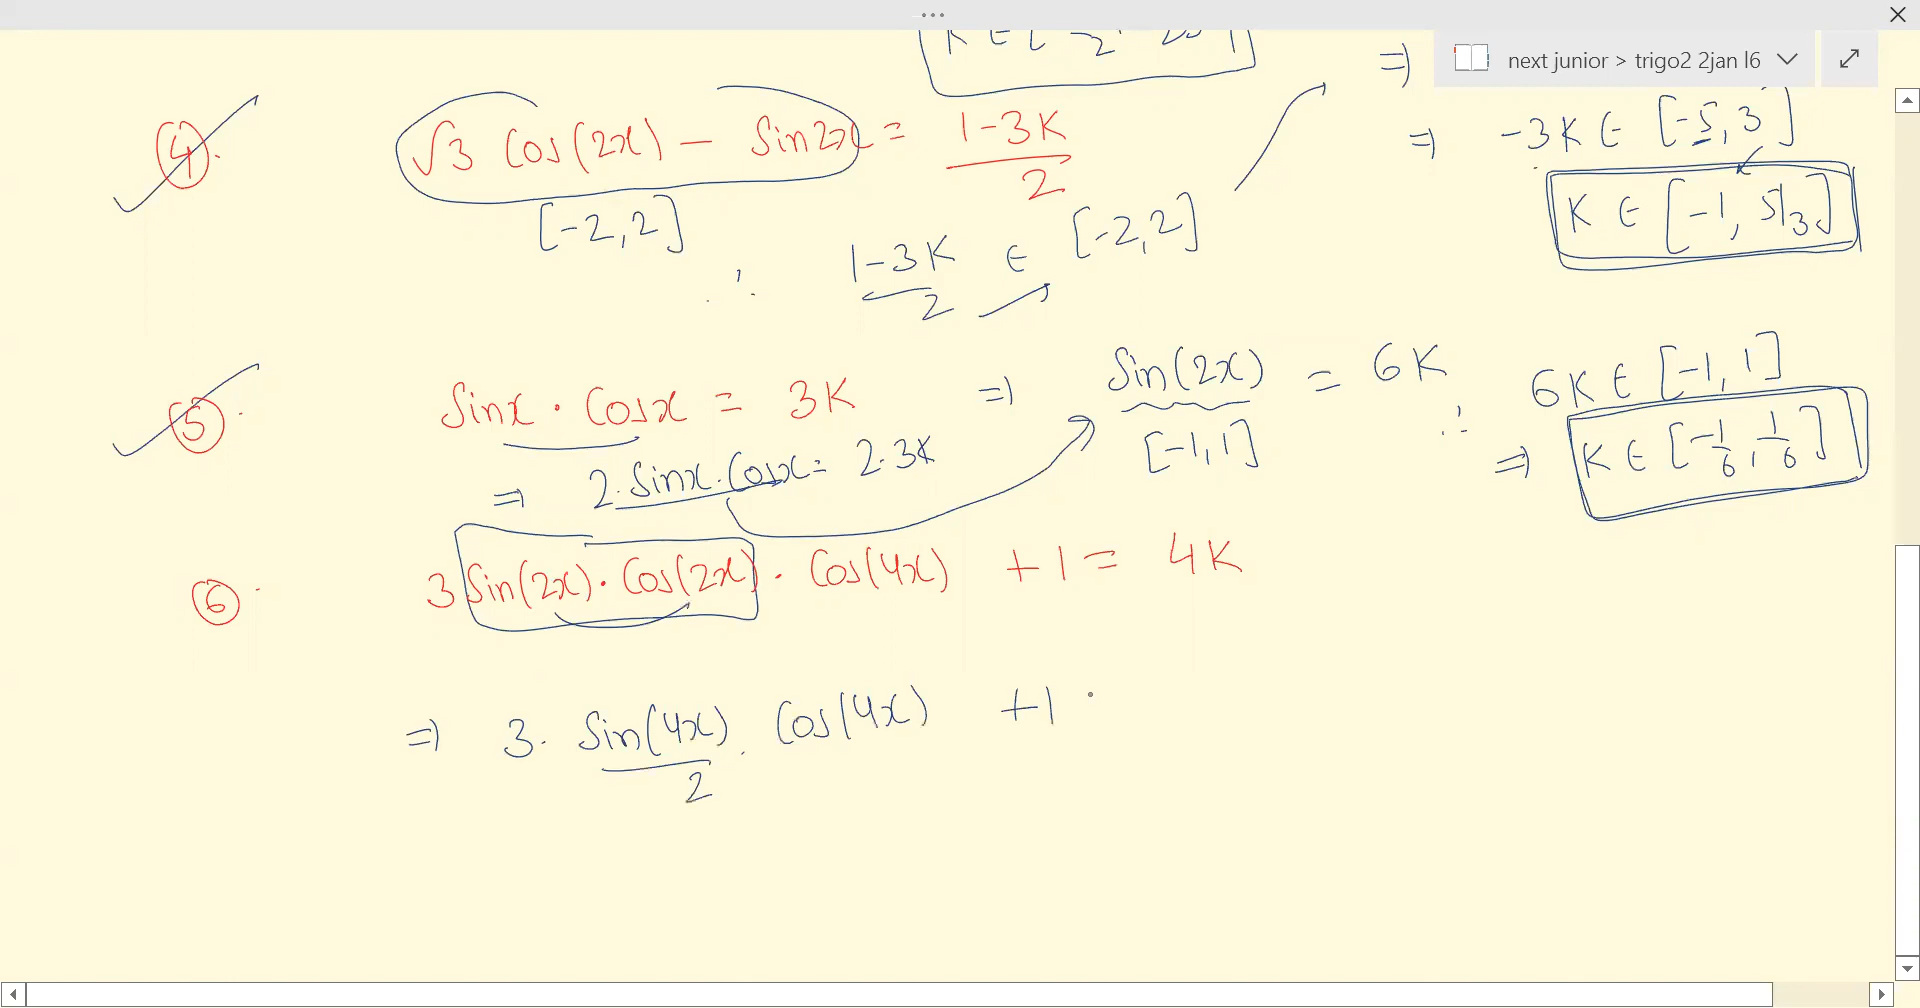 next junior > trigo2 2jan l6
④. √3 Cos(2x) - Sin2x = (1-3K)/2
[-2,2]
∴ (1-3K)/2 ∈ [-2,2]
⇒
⇒ -3K ∈ [-5, 3]
K ∈ [-1, 5/3]
⑤. Sinx · Cosx = 3K ⇒ Sin(2x) = 6K
[-1,1]
∴ 6K ∈ [-1, 1]
⇒ K ∈ [-1/6, 1/6]
⇒ 2·Sinx·Cosx = 2·3K
⑥. 3 Sin(2x)·Cos(2x) · Cos(4x) + 1 = 4K
⇒ 3· Sin(4x)/2 · Cos(4x) + 1